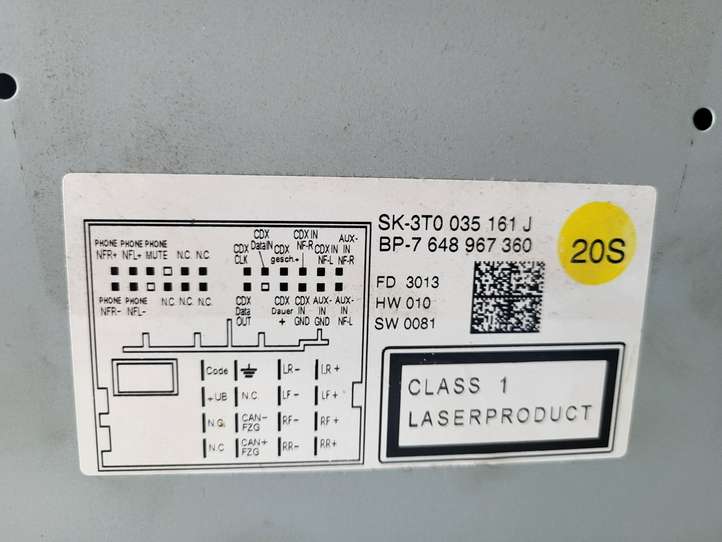 SK-3T0 035 161 J
BP-7 648 967 360
20S
FD 3013
HW 010
SW 0081
CLASS 1
LASERPRODUCT
PHONE PHONE PHONE
NFR+ NFL+ MUTE N.C. N.C.
PHONE PHONE N.C. N.C. N.C.
NFR- NFL-
CDX CLK
CDX DataIN
CDX gesch.+
CDX IN NF-R
CDX IN NF-L
AUX-IN NF-R
CDX Data OUT
CDX Dauer +
CDX IN GND
AUX-IN GND
AUX-IN NF-L
Code LR- LR+
+UB N.C. LF- LF+
N.C. CAN-FZG RF- RF+
N.C CAN+FZG RR- RR+